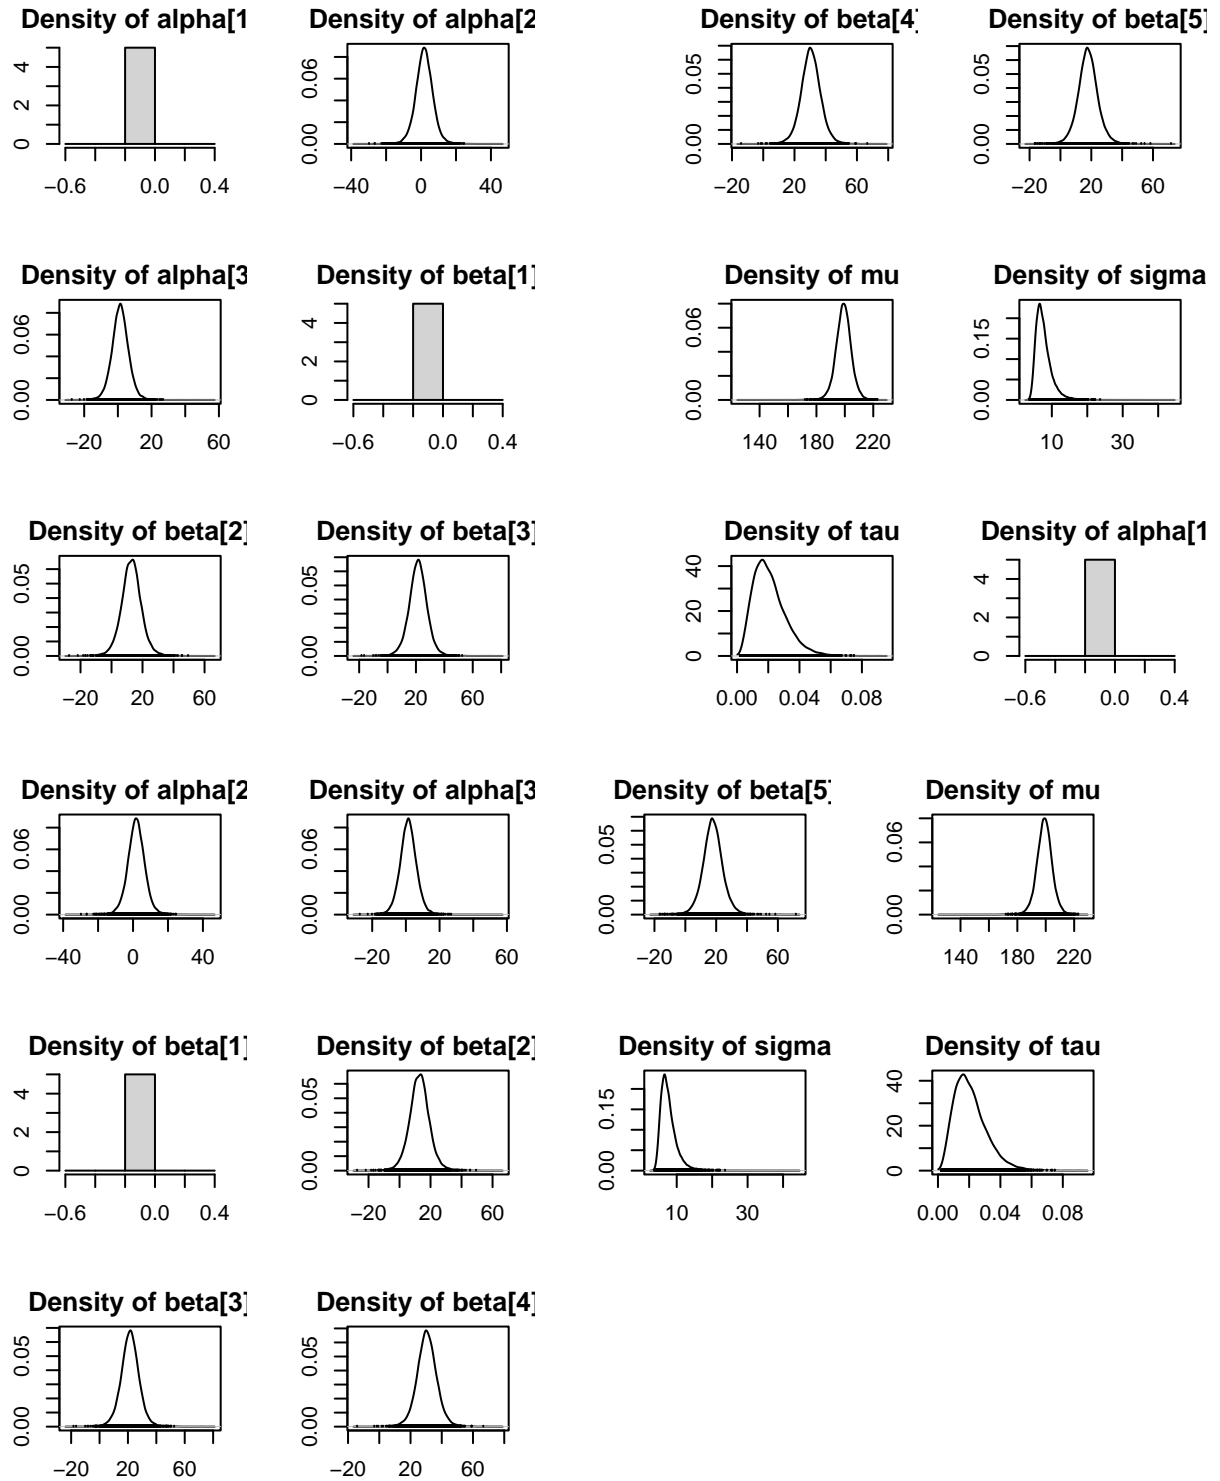 Density of alpha[1
0 2 4
−0.6 0.0 0.4
Density of alpha[2
0.00 0.06
−40 0 40
Density of beta[4]
0.00 0.05
−20 20 60
Density of beta[5]
0.00 0.05
−20 20 60
Density of alpha[3
0.00 0.06
−20 20 60
Density of beta[1]
0 2 4
−0.6 0.0 0.4
Density of mu
0.00 0.06
140 180 220
Density of sigma
0.00 0.15
10 30
Density of beta[2]
0.00 0.05
−20 20 60
Density of beta[3]
0.00 0.05
−20 20 60
Density of tau
0 20 40
0.00 0.04 0.08
Density of alpha[1
0 2 4
−0.6 0.0 0.4
Density of alpha[2
0.00 0.06
−40 0 40
Density of alpha[3
0.00 0.06
−20 20 60
Density of beta[5]
0.00 0.05
−20 20 60
Density of mu
0.00 0.06
140 180 220
Density of beta[1]
0 2 4
−0.6 0.0 0.4
Density of beta[2]
0.00 0.05
−20 20 60
Density of sigma
0.00 0.15
10 30
Density of tau
0 20 40
0.00 0.04 0.08
Density of beta[3]
0.00 0.05
−20 20 60
Density of beta[4]
0.00 0.05
−20 20 60